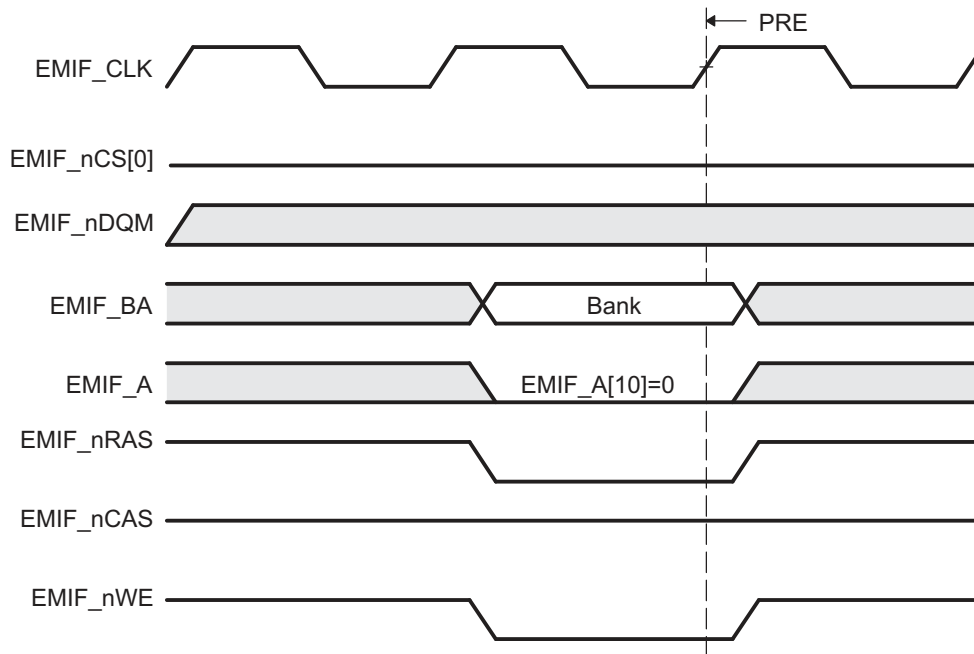 PRE
EMIF_CLK
EMIF_nCS[0]
EMIF_nDQM
EMIF_BA Bank
EMIF_A EMIF_A[10]=0
EMIF_nRAS
EMIF_nCAS
EMIF_nWE